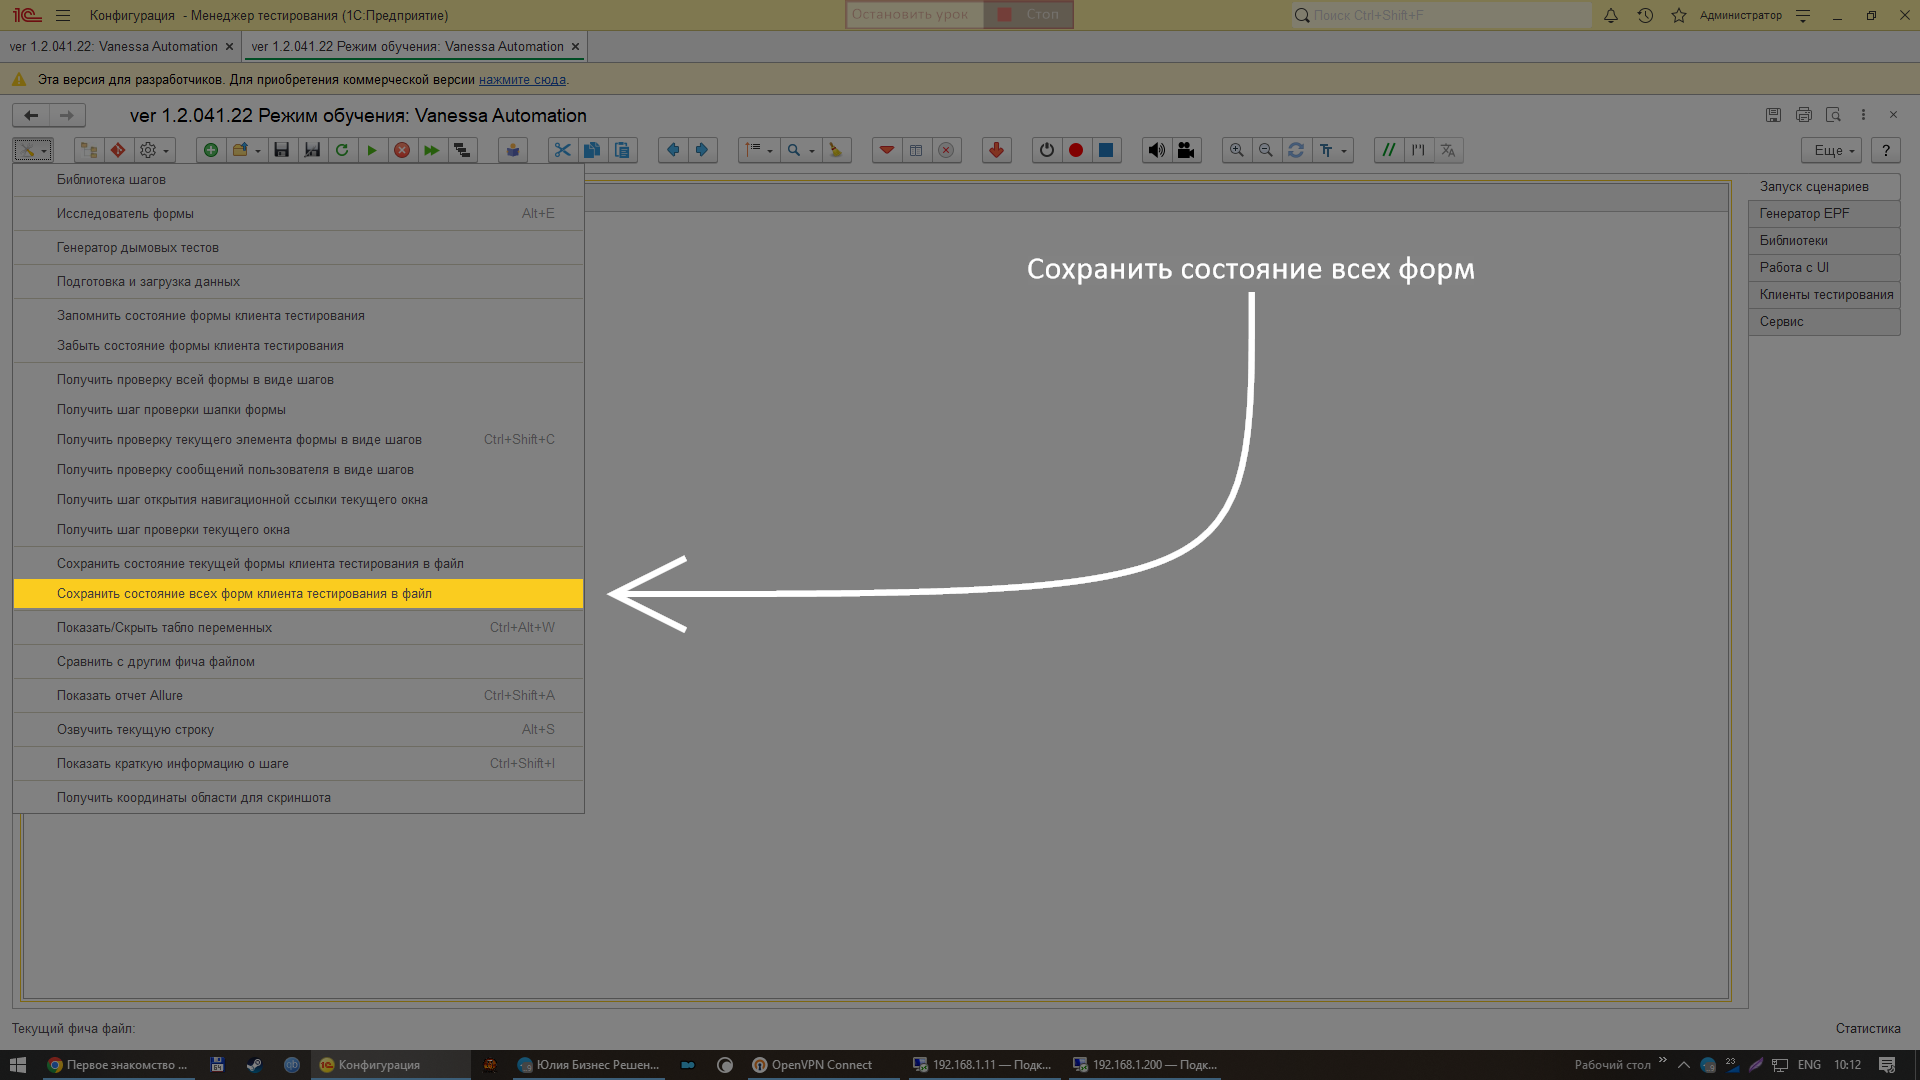 Конфигурация - Менеджер тестирования (1С:Предприятие)
Остановить урок
Стоп
Поиск Ctrl+Shift+F
Администратор
ver 1.2.041.22: Vanessa Automation
ver 1.2.041.22 Режим обучения: Vanessa Automation
Эта версия для разработчиков. Для приобретения коммерческой версии нажмите сюда.
ver 1.2.041.22 Режим обучения: Vanessa Automation
Еще
?
Библиотека шагов
Исследователь формы Alt+E
Генератор дымовых тестов
Подготовка и загрузка данных
Запомнить состояние формы клиента тестирования
Забыть состояние формы клиента тестирования
Получить проверку всей формы в виде шагов
Получить шаг проверки шапки формы
Получить проверку текущего элемента формы в виде шагов Ctrl+Shift+C
Получить проверку сообщений пользователя в виде шагов
Получить шаг открытия навигационной ссылки текущего окна
Получить шаг проверки текущего окна
Сохранить состояние текущей формы клиента тестирования в файл
Сохранить состояние всех форм клиента тестирования в файл
Показать/Скрыть табло переменных Ctrl+Alt+W
Сравнить с другим фича файлом
Показать отчет Allure Ctrl+Shift+A
Озвучить текущую строку Alt+S
Показать краткую информацию о шаге Ctrl+Shift+I
Получить координаты области для скриншота
Сохранить состояние всех форм
Запуск сценариев
Генератор EPF
Библиотеки
Работа с UI
Клиенты тестирования
Сервис
Текущий фича файл:
Статистика
Первое знакомство ...
Конфигурация
Юлия Бизнес Решен...
OpenVPN Connect
192.168.1.11 — Подк...
192.168.1.200 — Подк...
Рабочий стол
23
ENG
10:12